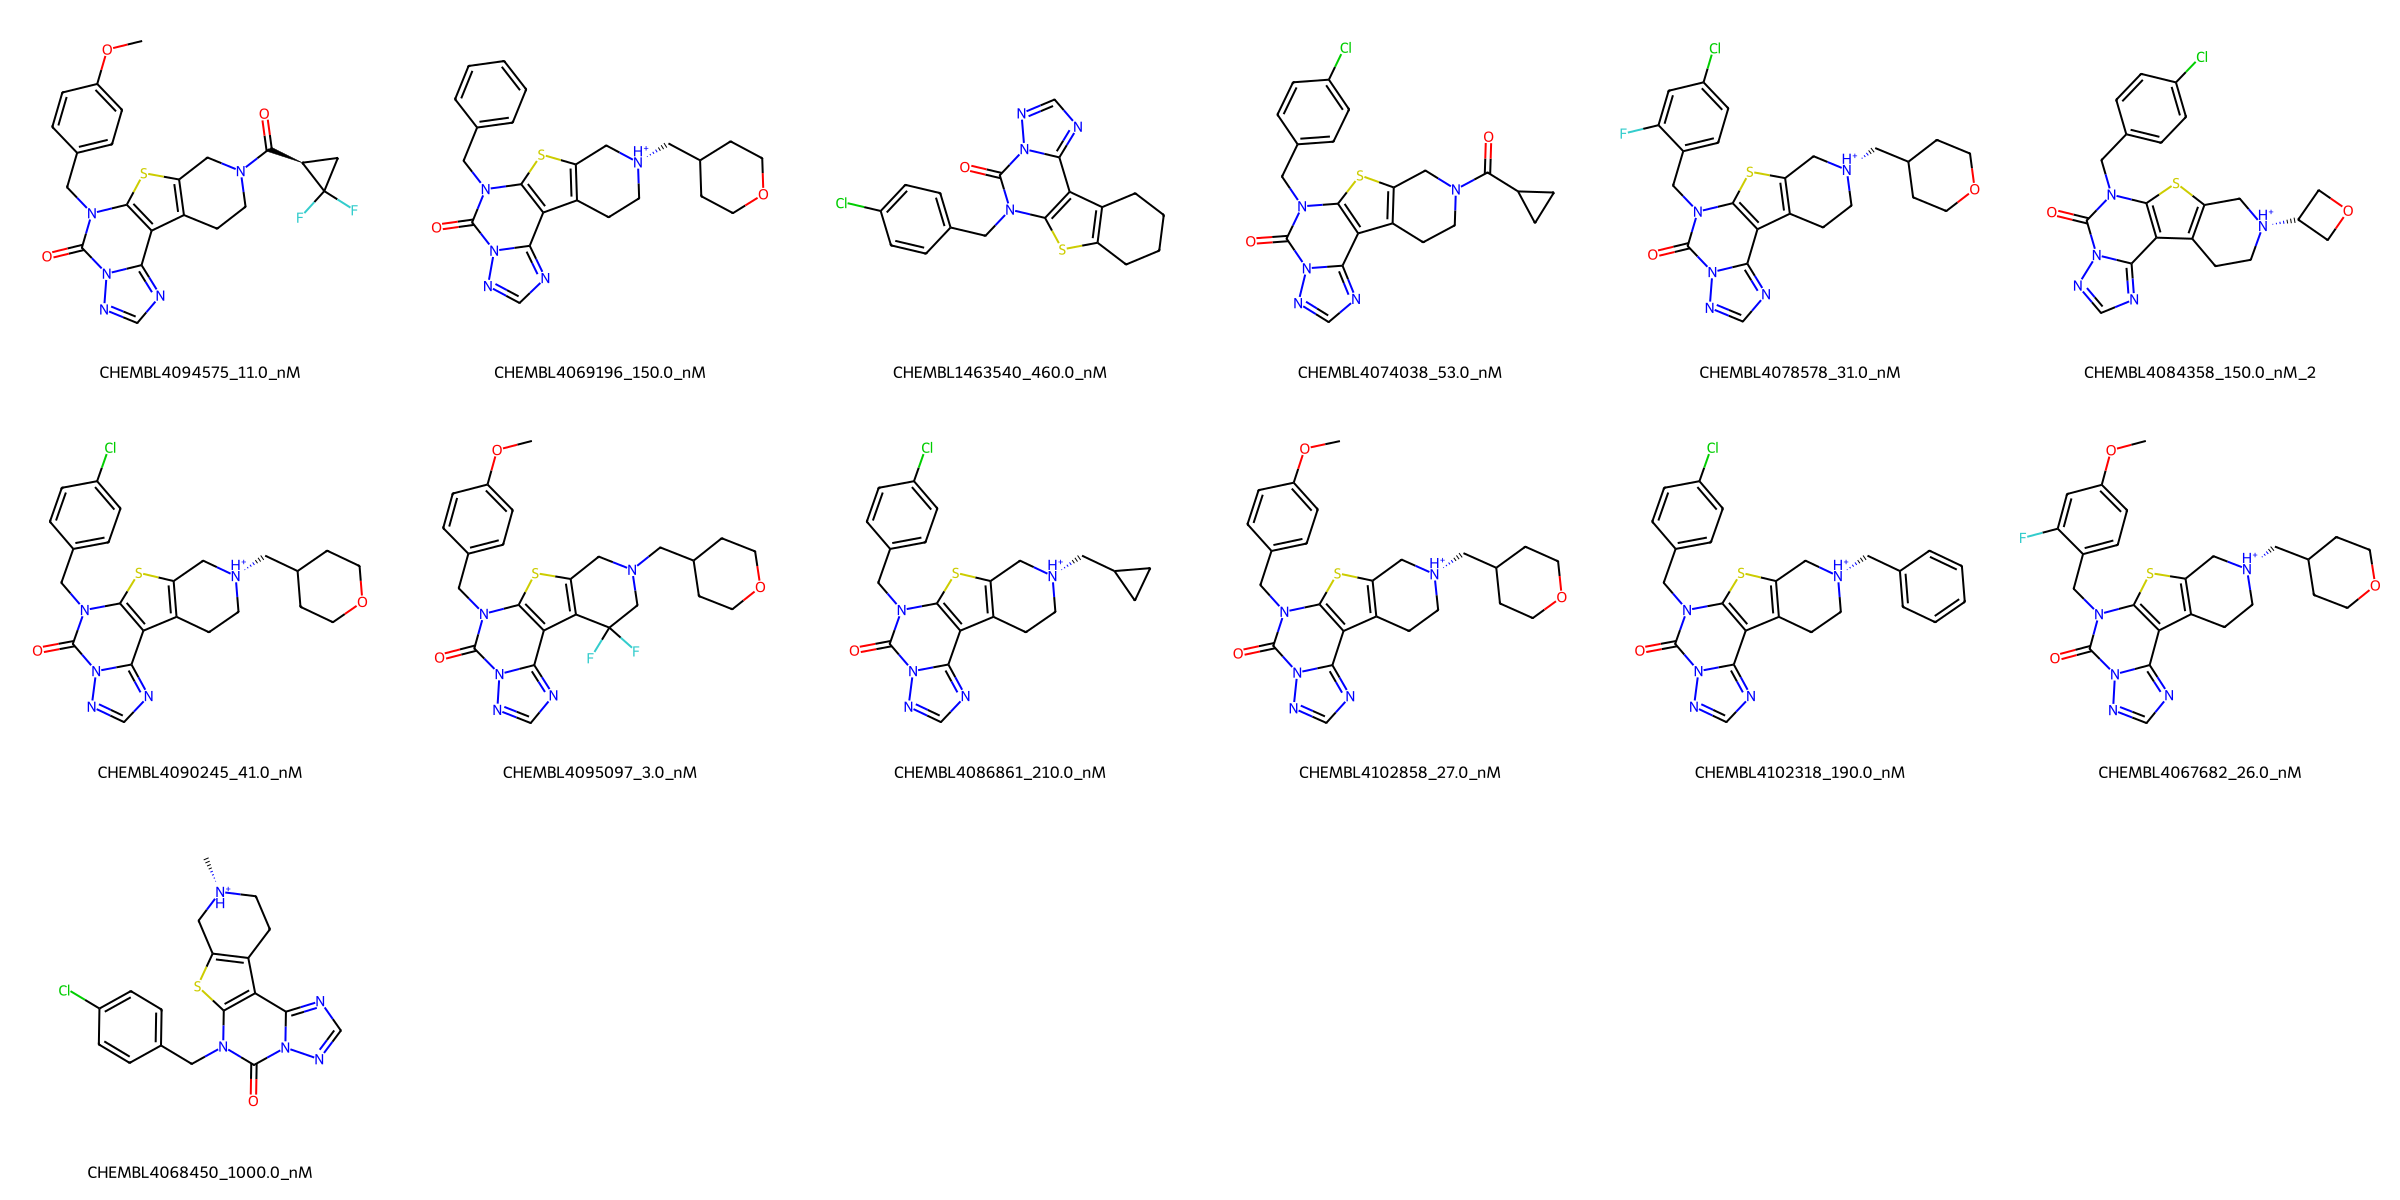 CHEMBL4094575_11.0_nM
CHEMBL4069196_150.0_nM
CHEMBL1463540_460.0_nM
CHEMBL4074038_53.0_nM
CHEMBL4078578_31.0_nM
CHEMBL4084358_150.0_nM_2
CHEMBL4090245_41.0_nM
CHEMBL4095097_3.0_nM
CHEMBL4086861_210.0_nM
CHEMBL4102858_27.0_nM
CHEMBL4102318_190.0_nM
CHEMBL4067682_26.0_nM
CHEMBL4068450_1000.0_nM